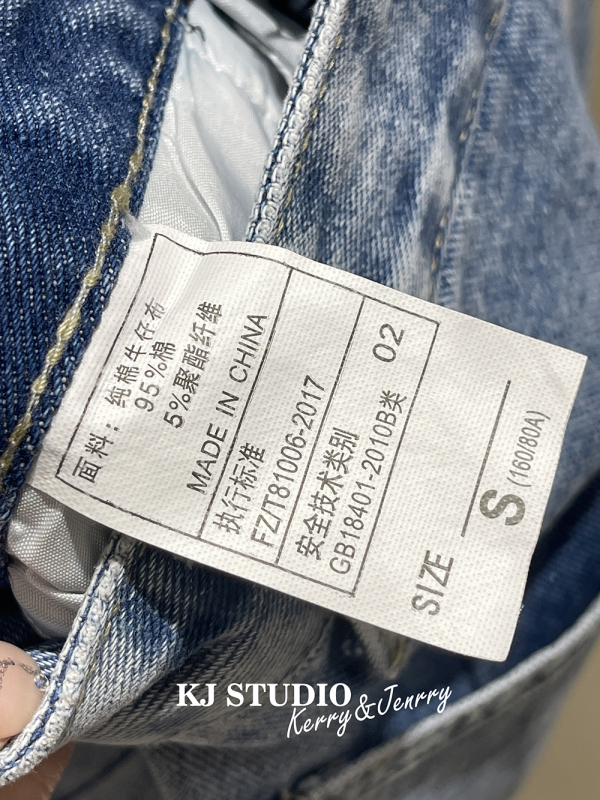 面料：纯棉牛仔布
95%棉
5%聚酯纤维
MADE IN CHINA
执行标准
FZ/T81006-2017
安全技术类别
GB18401-2010B类
02
SIZE S (160/80A)
KJ STUDIO
Kerry&Jenrry